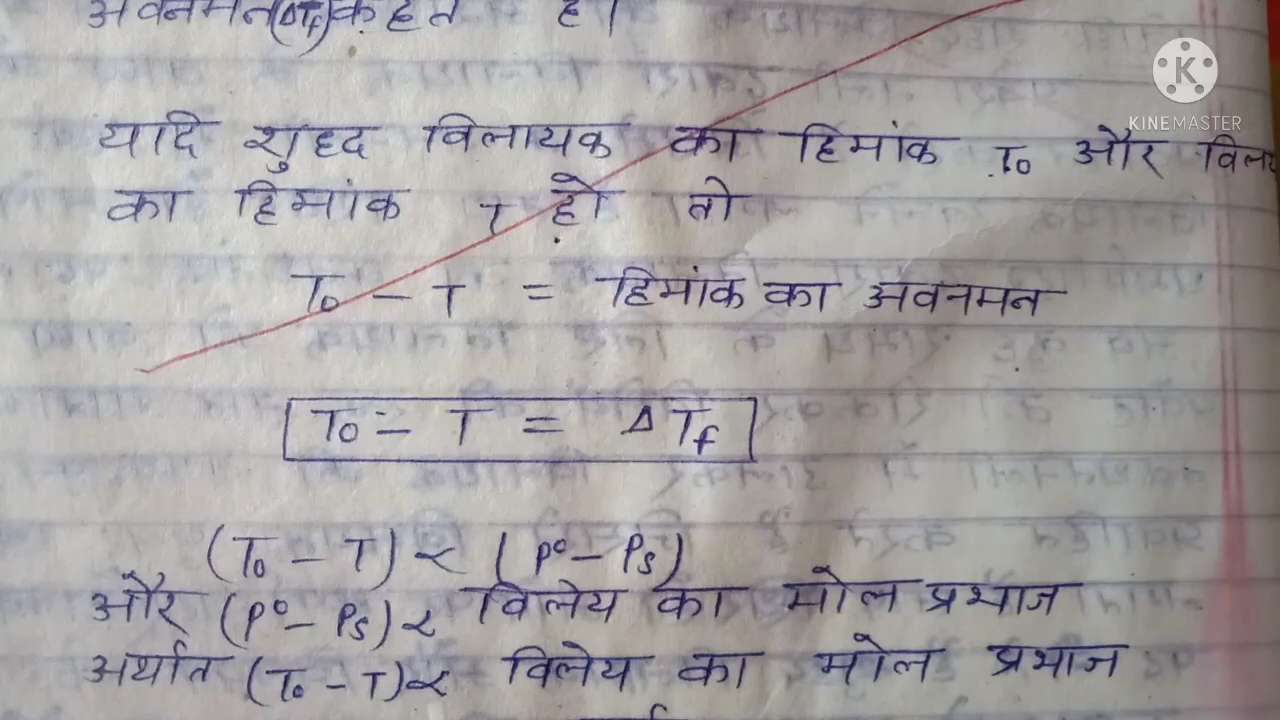 अवनमन(ΔTf) कहते हैं।
K
KINEMASTER
यादि शुध्द विलायक का हिमांक T₀ और विलय
का हिमांक T हो तो
T₀ - T = हिमांक का अवनमन
T₀ - T = ΔTf
(T₀ - T) ∝ (P° - Ps)
और (P° - Ps) ∝ विलेय का मोल प्रभाज
अर्थात (T₀ - T) ∝ विलेय का मोल प्रभाज